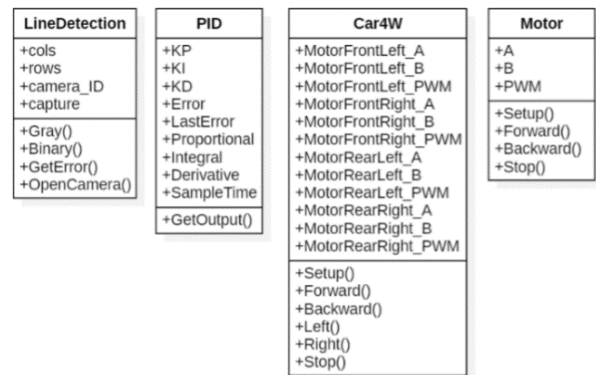 LineDetection
+cols
+rows
+camera_ID
+capture
+Gray()
+Binary()
+GetError()
+OpenCamera()
PID
+KP
+KI
+KD
+Error
+LastError
+Proportional
+Integral
+Derivative
+SampleTime
+GetOutput()
Car4W
+MotorFrontLeft_A
+MotorFrontLeft_B
+MotorFrontLeft_PWM
+MotorFrontRight_A
+MotorFrontRight_B
+MotorFrontRight_PWM
+MotorRearLeft_A
+MotorRearLeft_B
+MotorRearLeft_PWM
+MotorRearRight_A
+MotorRearRight_B
+MotorRearRight_PWM
+Setup()
+Forward()
+Backward()
+Left()
+Right()
+Stop()
Motor
+A
+B
+PWM
+Setup()
+Forward()
+Backward()
+Stop()